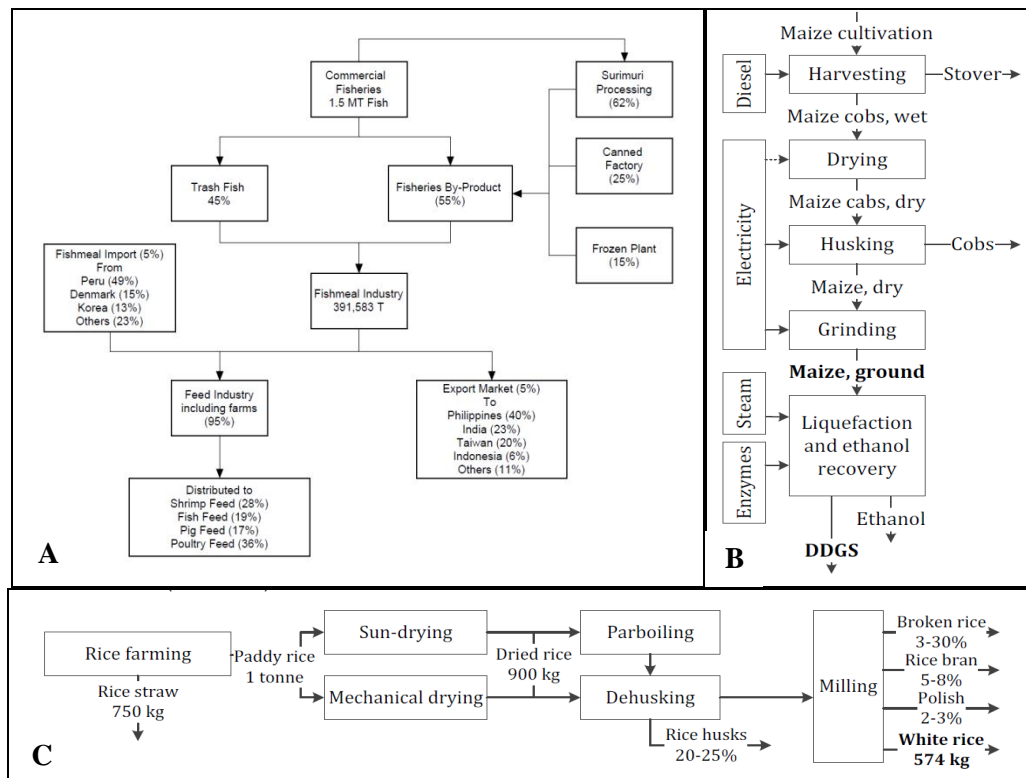 Commercial
Fisheries
1.5 MT Fish
Surimuri
Processing
(62%)
Canned
Factory
(25%)
Frozen Plant
(15%)
Trash Fish
45%
Fisheries By-Product
(55%)
Fishmeal Import (5%)
From
Peru (49%)
Denmark (15%)
Korea (13%)
Others (23%)
Fishmeal Industry
391,583 T
Feed Industry
including farms
(95%)
Export Market (5%)
To
Philippines (40%)
India (23%)
Taiwan (20%)
Indonesia (6%)
Others (11%)
Distributed to
Shrimp Feed (28%)
Fish Feed (19%)
Pig Feed (17%)
Poultry Feed (36%)
A
Maize cultivation
Diesel
Harvesting
Stover
Maize cobs, wet
Electricity
Drying
Maize cabs, dry
Husking
Cobs
Maize, dry
Grinding
Maize, ground
Steam
Enzymes
Liquefaction
and ethanol
recovery
Ethanol
DDGS
B
Rice farming
Rice straw
750 kg
Paddy rice
1 tonne
Sun-drying
Mechanical drying
Dried rice
900 kg
Parboiling
Dehusking
Rice husks
20-25%
Milling
Broken rice
3-30%
Rice bran
5-8%
Polish
2-3%
White rice
574 kg
C